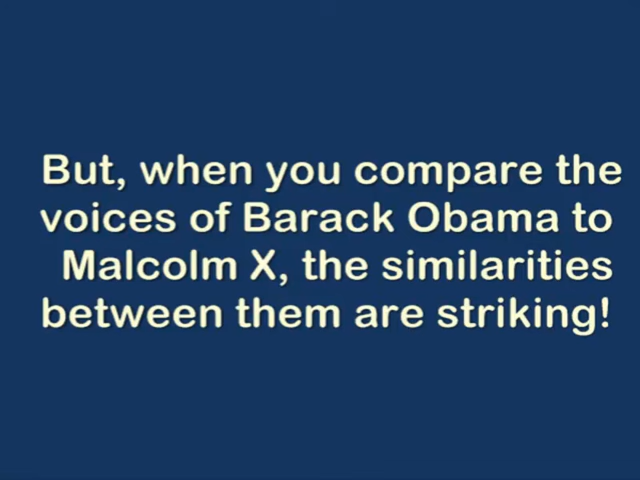 But, when you compare the
voices of Barack Obama to
Malcolm X, the similarities
between them are striking!